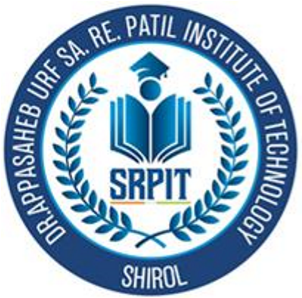 DR.APPASAHEB URF SA. RE. PATIL INSTITUTE OF TECHNOLOGY
SRPIT
SHIROL